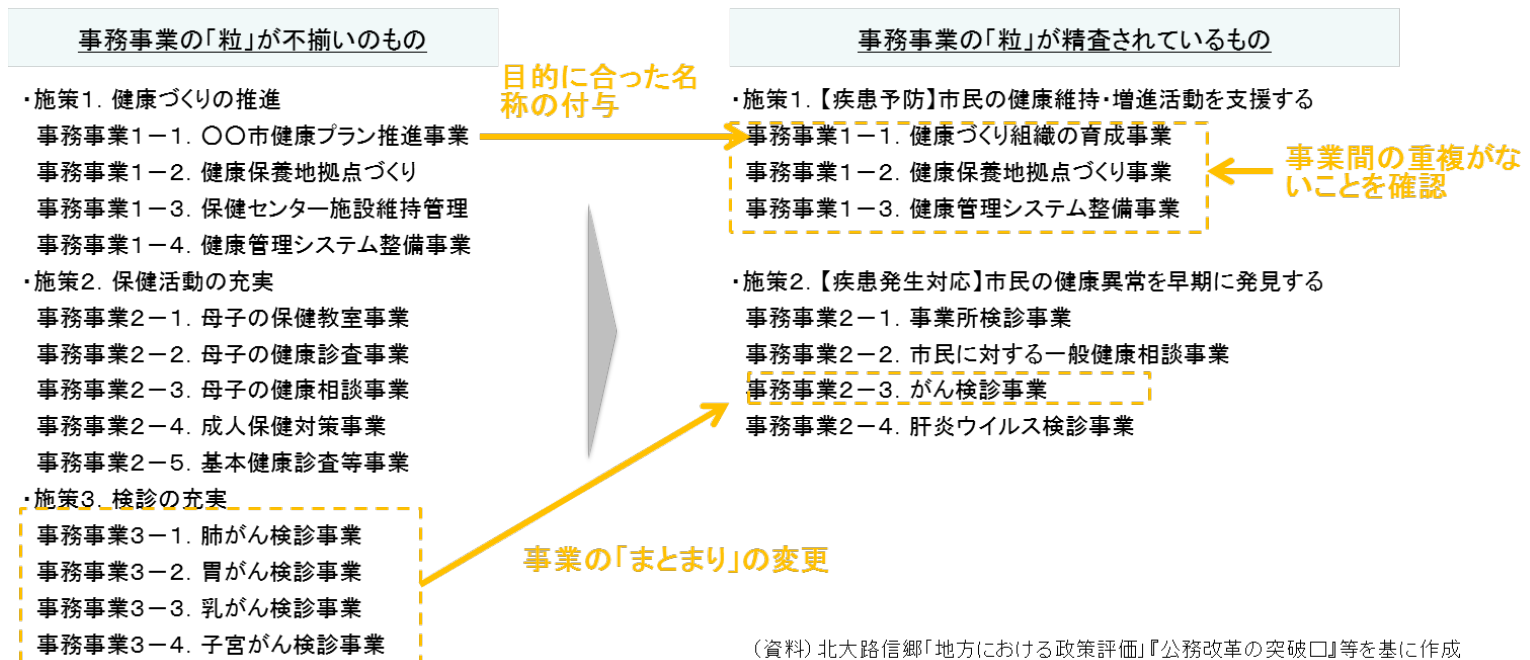 事務事業の「粒」が不揃いのもの
・施策1．健康づくりの推進
事務事業1－1．〇〇市健康プラン推進事業
事務事業1－2．健康保養地拠点づくり
事務事業1－3．保健センター施設維持管理
事務事業1－4．健康管理システム整備事業
・施策2．保健活動の充実
事務事業2－1．母子の保健教室事業
事務事業2－2．母子の健康診査事業
事務事業2－3．母子の健康相談事業
事務事業2－4．成人保健対策事業
事務事業2－5．基本健康診査等事業
・施策3．検診の充実
事務事業3－1．肺がん検診事業
事務事業3－2．胃がん検診事業
事務事業3－3．乳がん検診事業
事務事業3－4．子宮がん検診事業
目的に合った名
称の付与
事業の「まとまり」の変更
事務事業の「粒」が精査されているもの
・施策1．【疾患予防】市民の健康維持・増進活動を支援する
事務事業1－1．健康づくり組織の育成事業
事務事業1－2．健康保養地拠点づくり事業
事務事業1－3．健康管理システム整備事業
事業間の重複がな
いことを確認
・施策2．【疾患発生対応】市民の健康異常を早期に発見する
事務事業2－1．事業所検診事業
事務事業2－2．市民に対する一般健康相談事業
事務事業2－3．がん検診事業
事務事業2－4．肝炎ウイルス検診事業
（資料）北大路信郷「地方における政策評価」『公務改革の突破口』等を基に作成